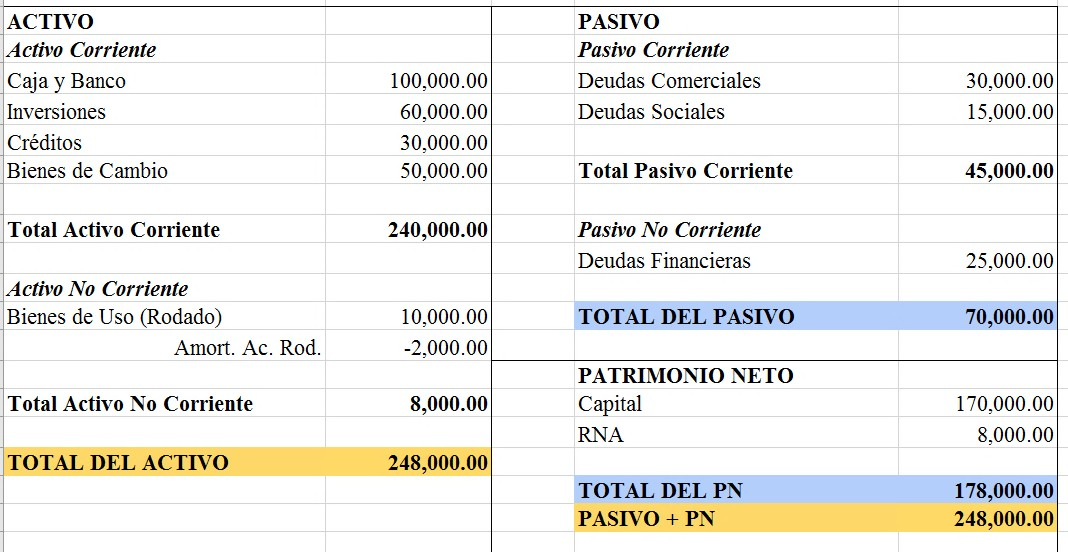 ACTIVO
Activo Corriente
Caja y Banco 100,000.00
Inversiones 60,000.00
Créditos 30,000.00
Bienes de Cambio 50,000.00
Total Activo Corriente 240,000.00
Activo No Corriente
Bienes de Uso (Rodado) 10,000.00
Amort. Ac. Rod. -2,000.00
Total Activo No Corriente 8,000.00
TOTAL DEL ACTIVO 248,000.00
PASIVO
Pasivo Corriente
Deudas Comerciales 30,000.00
Deudas Sociales 15,000.00
Total Pasivo Corriente 45,000.00
Pasivo No Corriente
Deudas Financieras 25,000.00
TOTAL DEL PASIVO 70,000.00
PATRIMONIO NETO
Capital 170,000.00
RNA 8,000.00
TOTAL DEL PN 178,000.00
PASIVO + PN 248,000.00